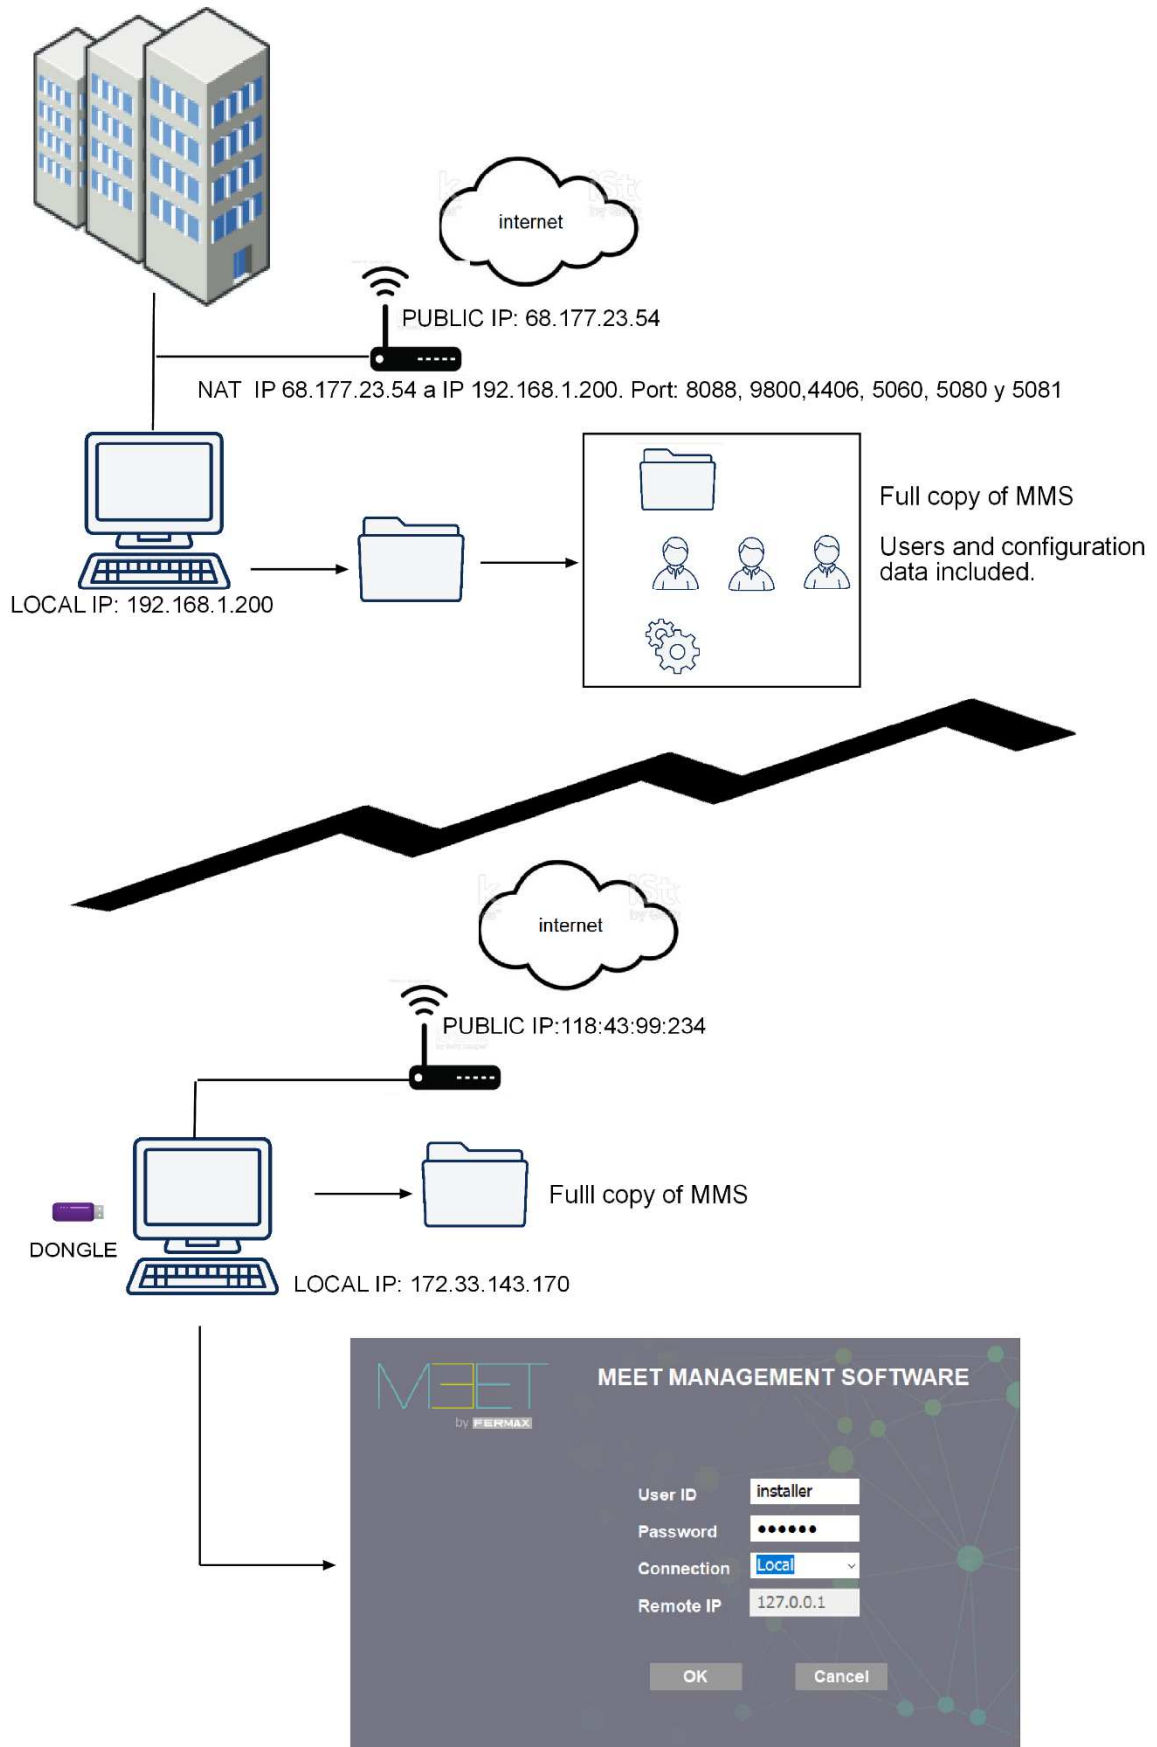 internet
PUBLIC IP: 68.177.23.54
NAT IP 68.177.23.54 a IP 192.168.1.200. Port: 8088, 9800,4406, 5060, 5080 y 5081
Full copy of MMS
Users and configuration
data included.
LOCAL IP: 192.168.1.200
internet
PUBLIC IP:118:43:99:234
Fulll copy of MMS
DONGLE
LOCAL IP: 172.33.143.170
MEET
by FERMAX
MEET MANAGEMENT SOFTWARE
User ID installer
Password ●●●●●●
Connection Local
Remote IP 127.0.0.1
OK Cancel